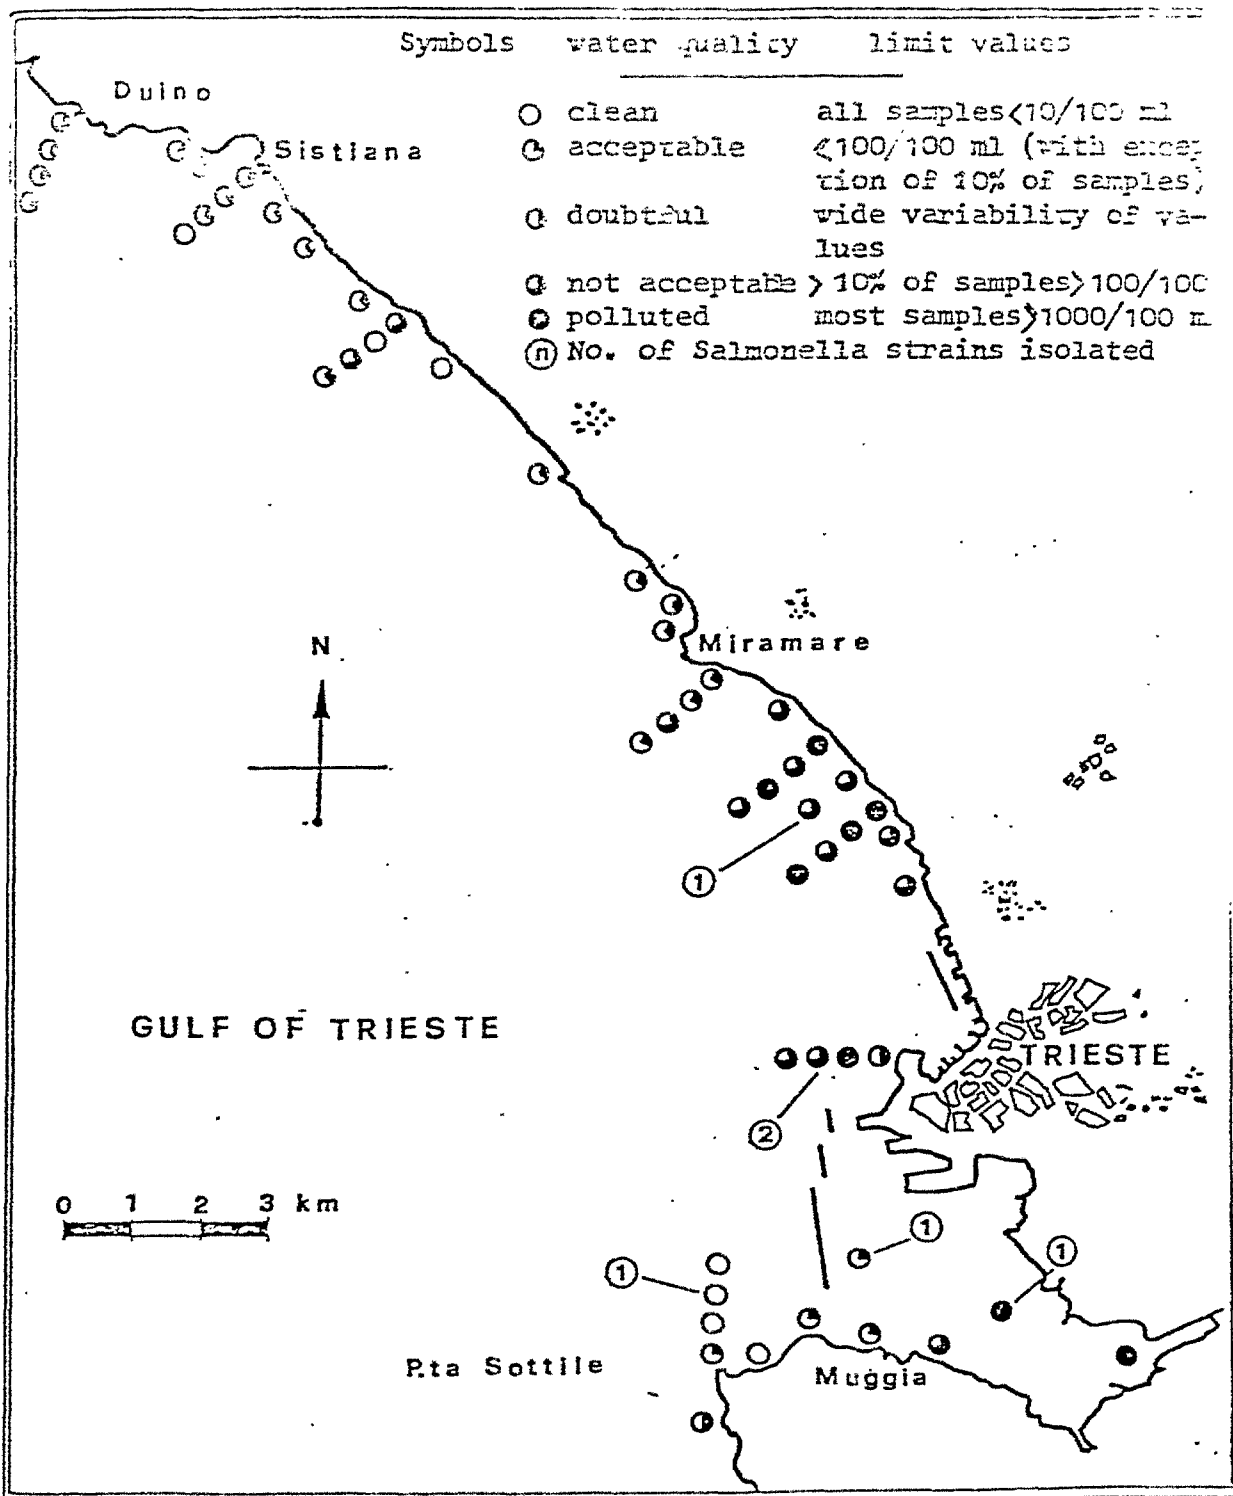 Symbols water quality limit values
clean all samples<10/100 ml
acceptable ⩽100/100 ml (with excep
tion of 10% of samples)
doubtful wide variability of va-
lues
not acceptable >10% of samples>100/100
polluted most samples>1000/100 m
n No. of Salmonella strains isolated
Duino
Sistiana
N
Miramare
1
GULF OF TRIESTE
TRIESTE
2
0 1 2 3 km
1
1
1
P.ta Sottile
Muggia